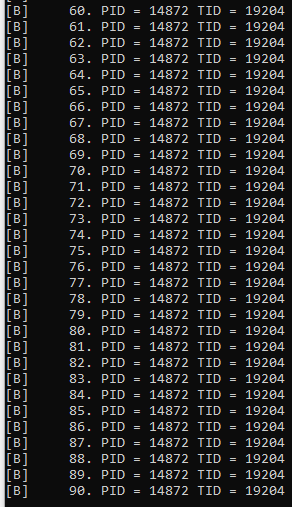 [B] 60. PID = 14872 TID = 19204
[B] 61. PID = 14872 TID = 19204
[B] 62. PID = 14872 TID = 19204
[B] 63. PID = 14872 TID = 19204
[B] 64. PID = 14872 TID = 19204
[B] 65. PID = 14872 TID = 19204
[B] 66. PID = 14872 TID = 19204
[B] 67. PID = 14872 TID = 19204
[B] 68. PID = 14872 TID = 19204
[B] 69. PID = 14872 TID = 19204
[B] 70. PID = 14872 TID = 19204
[B] 71. PID = 14872 TID = 19204
[B] 72. PID = 14872 TID = 19204
[B] 73. PID = 14872 TID = 19204
[B] 74. PID = 14872 TID = 19204
[B] 75. PID = 14872 TID = 19204
[B] 76. PID = 14872 TID = 19204
[B] 77. PID = 14872 TID = 19204
[B] 78. PID = 14872 TID = 19204
[B] 79. PID = 14872 TID = 19204
[B] 80. PID = 14872 TID = 19204
[B] 81. PID = 14872 TID = 19204
[B] 82. PID = 14872 TID = 19204
[B] 83. PID = 14872 TID = 19204
[B] 84. PID = 14872 TID = 19204
[B] 85. PID = 14872 TID = 19204
[B] 86. PID = 14872 TID = 19204
[B] 87. PID = 14872 TID = 19204
[B] 88. PID = 14872 TID = 19204
[B] 89. PID = 14872 TID = 19204
[B] 90. PID = 14872 TID = 19204